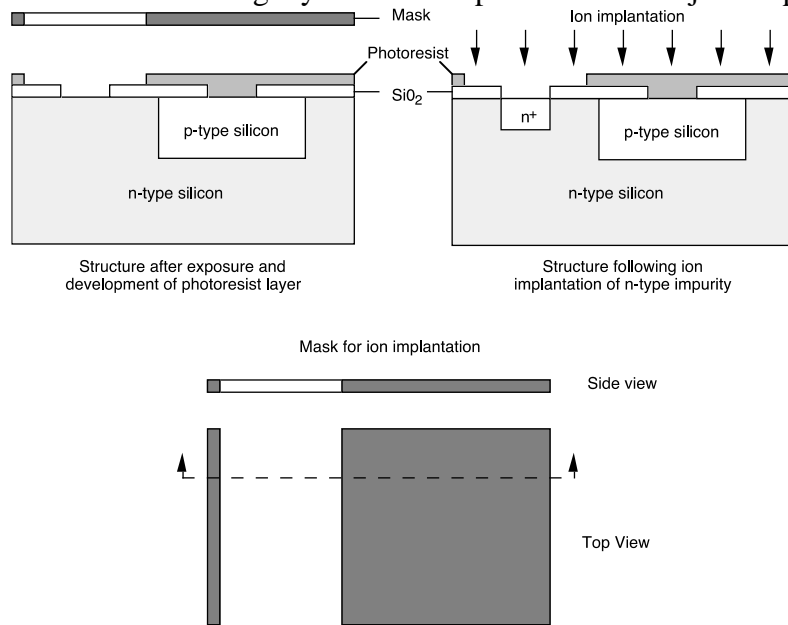 Mask
Photoresist
Si0₂
p-type silicon
n-type silicon
Structure after exposure and
development of photoresist layer
Ion implantation
n⁺
p-type silicon
n-type silicon
Structure following ion
implantation of n-type impurity
Mask for ion implantation
Side view
Top View